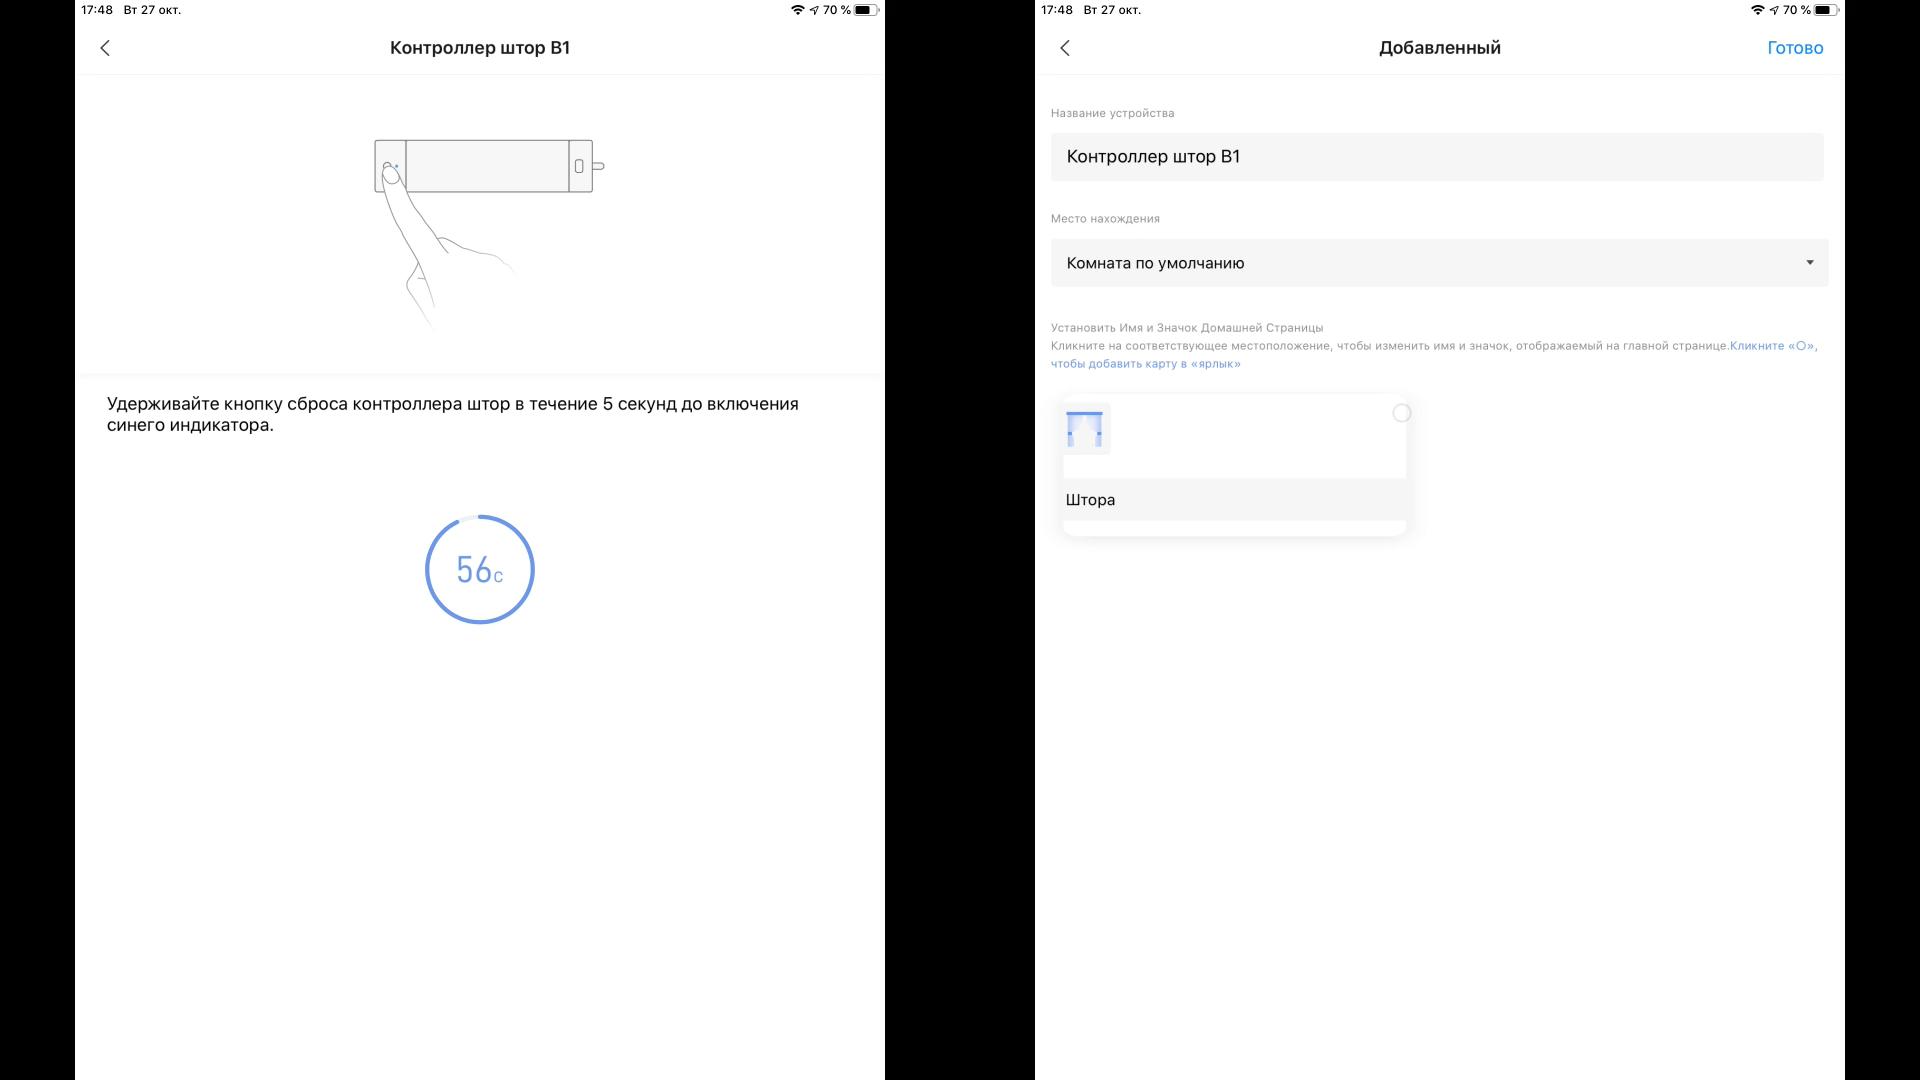 17:48 Вт 27 окт.
70 %
Контроллер штор B1
Удерживайте кнопку сброса контроллера штор в течение 5 секунд до включения
синего индикатора.
56с
17:48 Вт 27 окт.
70 %
Добавленный
Готово
Название устройства
Контроллер штор B1
Место нахождения
Комната по умолчанию
Установить Имя и Значок Домашней Страницы
Кликните на соответствующее местоположение, чтобы изменить имя и значок, отображаемый на главной странице.Кликните «○»,
чтобы добавить карту в «ярлык»
Штора